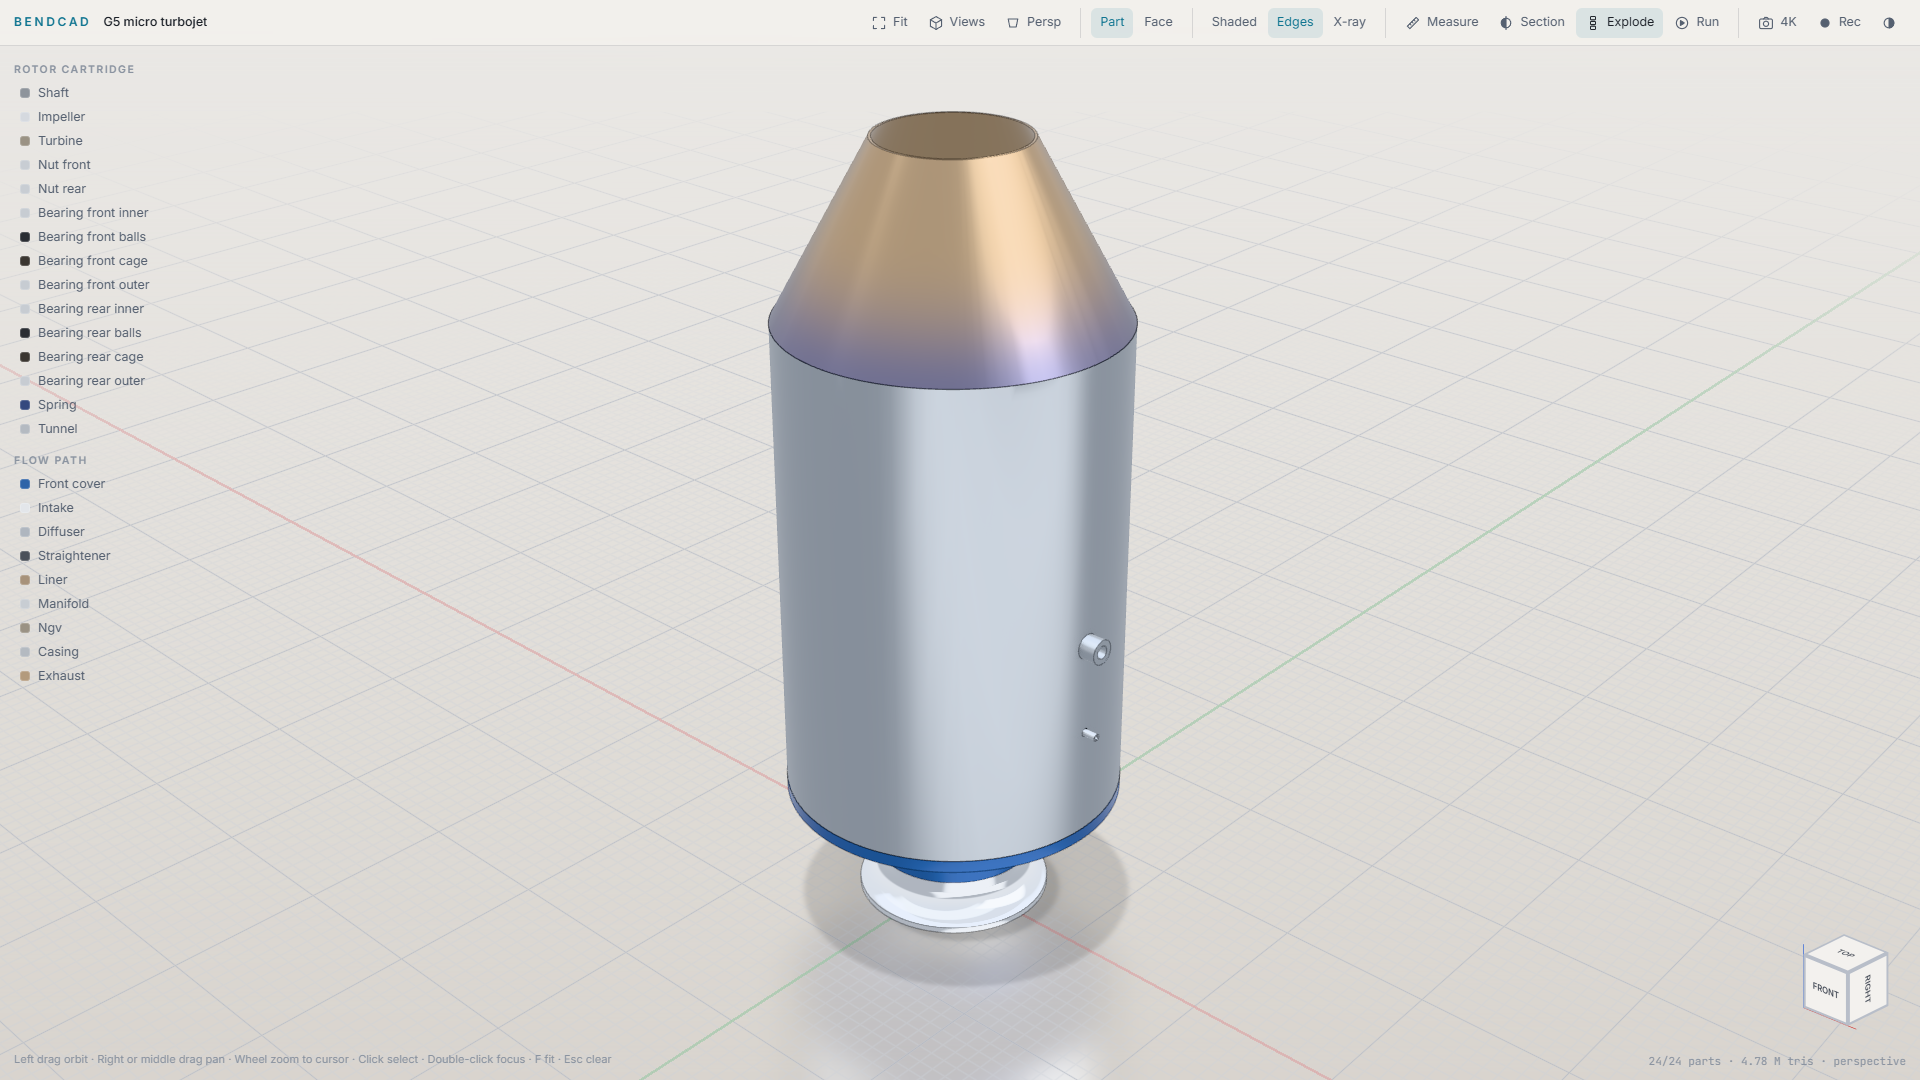 BENDCAD G5 micro turbojet Fit Views Persp Part Face Shaded Edges X-ray Measure Section Explode Run 4K Rec
ROTOR CARTRIDGE
Shaft
Impeller
Turbine
Nut front
Nut rear
Bearing front inner
Bearing front balls
Bearing front cage
Bearing front outer
Bearing rear inner
Bearing rear balls
Bearing rear cage
Bearing rear outer
Spring
Tunnel
FLOW PATH
Front cover
Intake
Diffuser
Straightener
Liner
Manifold
Ngv
Casing
Exhaust
TOP
FRONT
RIGHT
Left drag orbit · Right or middle drag pan · Wheel zoom to cursor · Click select · Double-click focus · F fit · Esc clear
24/24 parts · 4.78 M tris · perspective